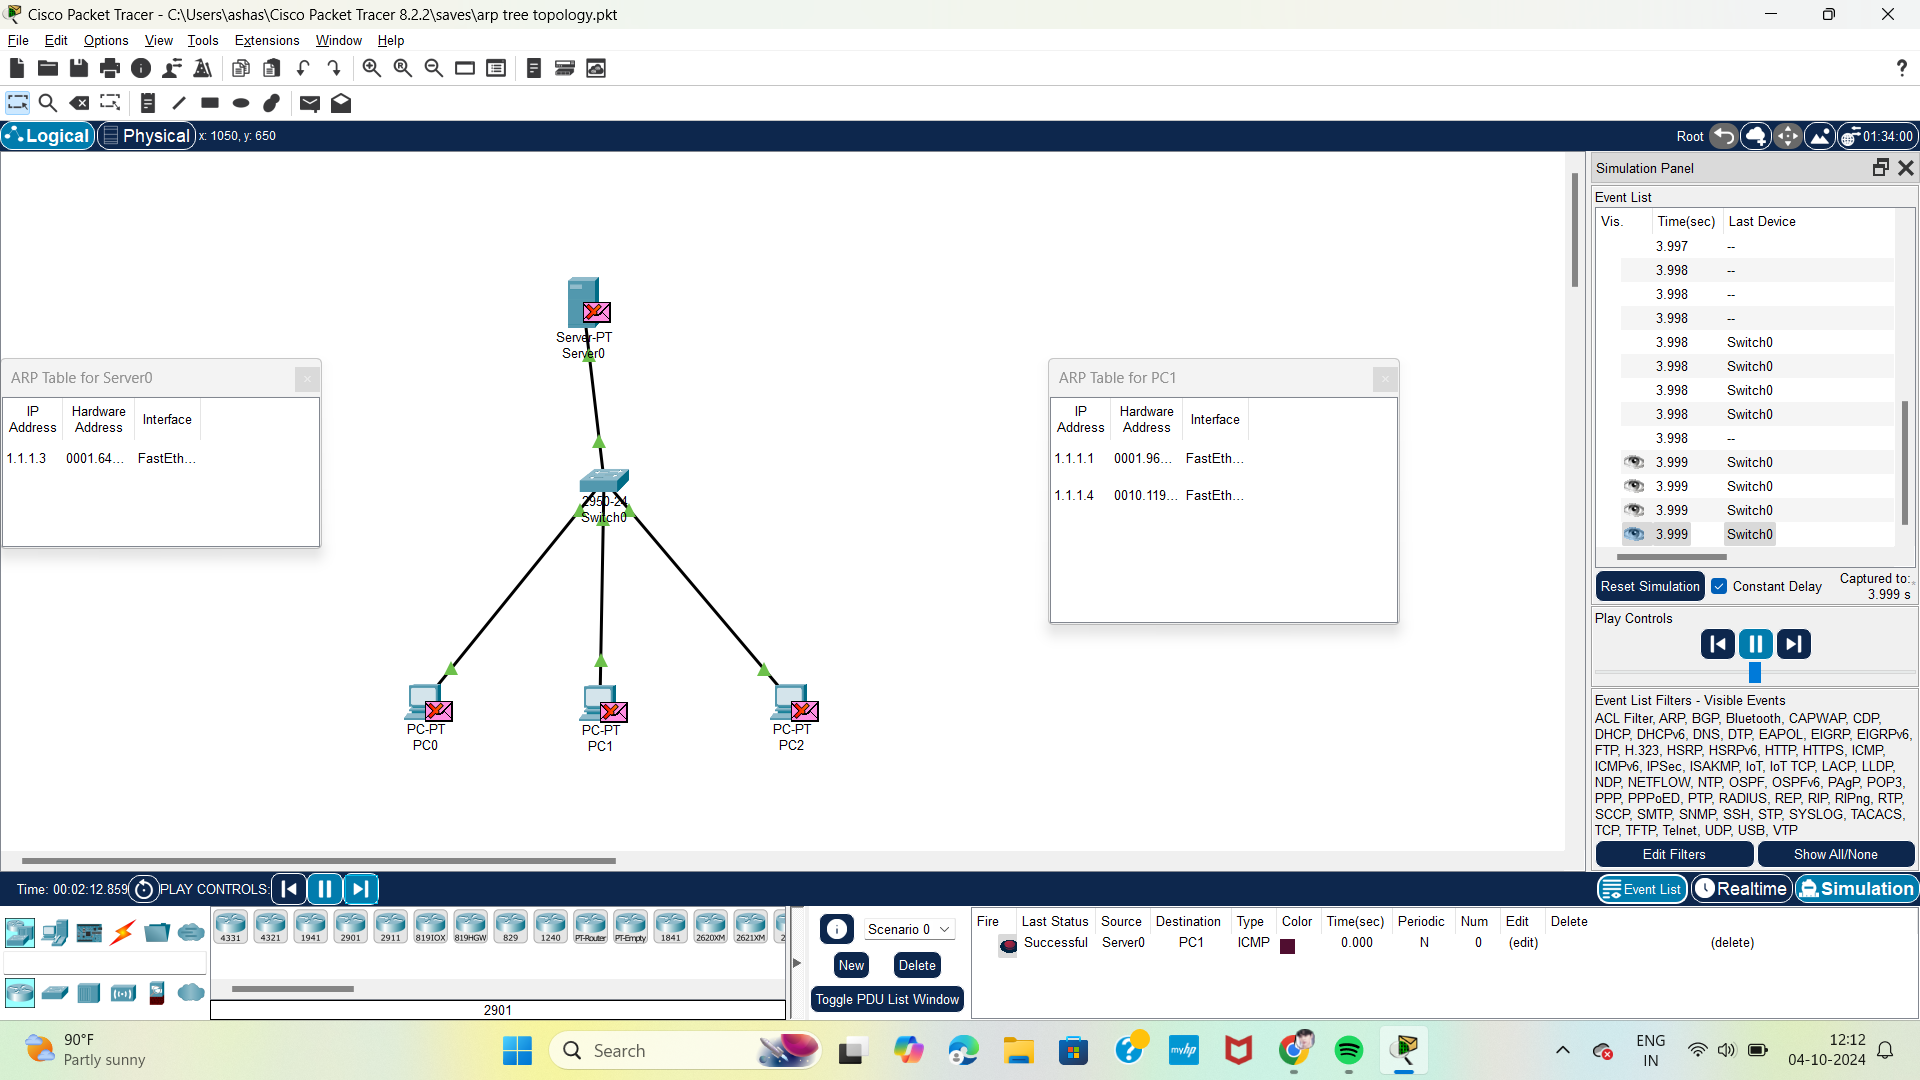 Cisco Packet Tracer - C:\Users\ashas\Cisco Packet Tracer 8.2.2\saves\arp tree topology.pkt
File Edit Options View Tools Extensions Window Help
?
Logical Physical x: 1050, y: 650 Root 01:34:00
Simulation Panel
Event List
Vis. Time(sec) Last Device
3.997 --
3.998 --
3.998 --
3.998 --
3.998 Switch0
3.998 Switch0
3.998 Switch0
3.998 Switch0
3.998 --
3.999 Switch0
3.999 Switch0
3.999 Switch0
3.999 Switch0
Reset Simulation Constant Delay Captured to:
3.999 s
Play Controls
Event List Filters - Visible Events
ACL Filter, ARP, BGP, Bluetooth, CAPWAP, CDP,
DHCP, DHCPv6, DNS, DTP, EAPOL, EIGRP, EIGRPv6,
FTP, H.323, HSRP, HSRPv6, HTTP, HTTPS, ICMP,
ICMPv6, IPSec, ISAKMP, IoT, IoT TCP, LACP, LLDP,
NDP, NETFLOW, NTP, OSPF, OSPFv6, PAgP, POP3,
PPP, PPPoED, PTP, RADIUS, REP, RIP, RIPng, RTP,
SCCP, SMTP, SNMP, SSH, STP, SYSLOG, TACACS,
TCP, TFTP, Telnet, UDP, USB, VTP
Edit Filters Show All/None
Server-PT
Server0
2950-24
Switch0
PC-PT
PC0
PC-PT
PC1
PC-PT
PC2
ARP Table for Server0
IP Address Hardware Address Interface
1.1.1.3 0001.64... FastEth...
ARP Table for PC1
IP Address Hardware Address Interface
1.1.1.1 0001.96... FastEth...
1.1.1.4 0010.119... FastEth...
Time: 00:02:12.859 PLAY CONTROLS: Event List Realtime Simulation
4331 4321 1941 2901 2911 819IOX 819HGW 829 1240 PT-Router PT-Empty 1841 2620XM 2621XM 2
2901
Scenario 0
New Delete
Toggle PDU List Window
Fire Last Status Source Destination Type Color Time(sec) Periodic Num Edit Delete
Successful Server0 PC1 ICMP 0.000 N 0 (edit) (delete)
90°F
Partly sunny
Search
myhp
ENG
IN
12:12
04-10-2024